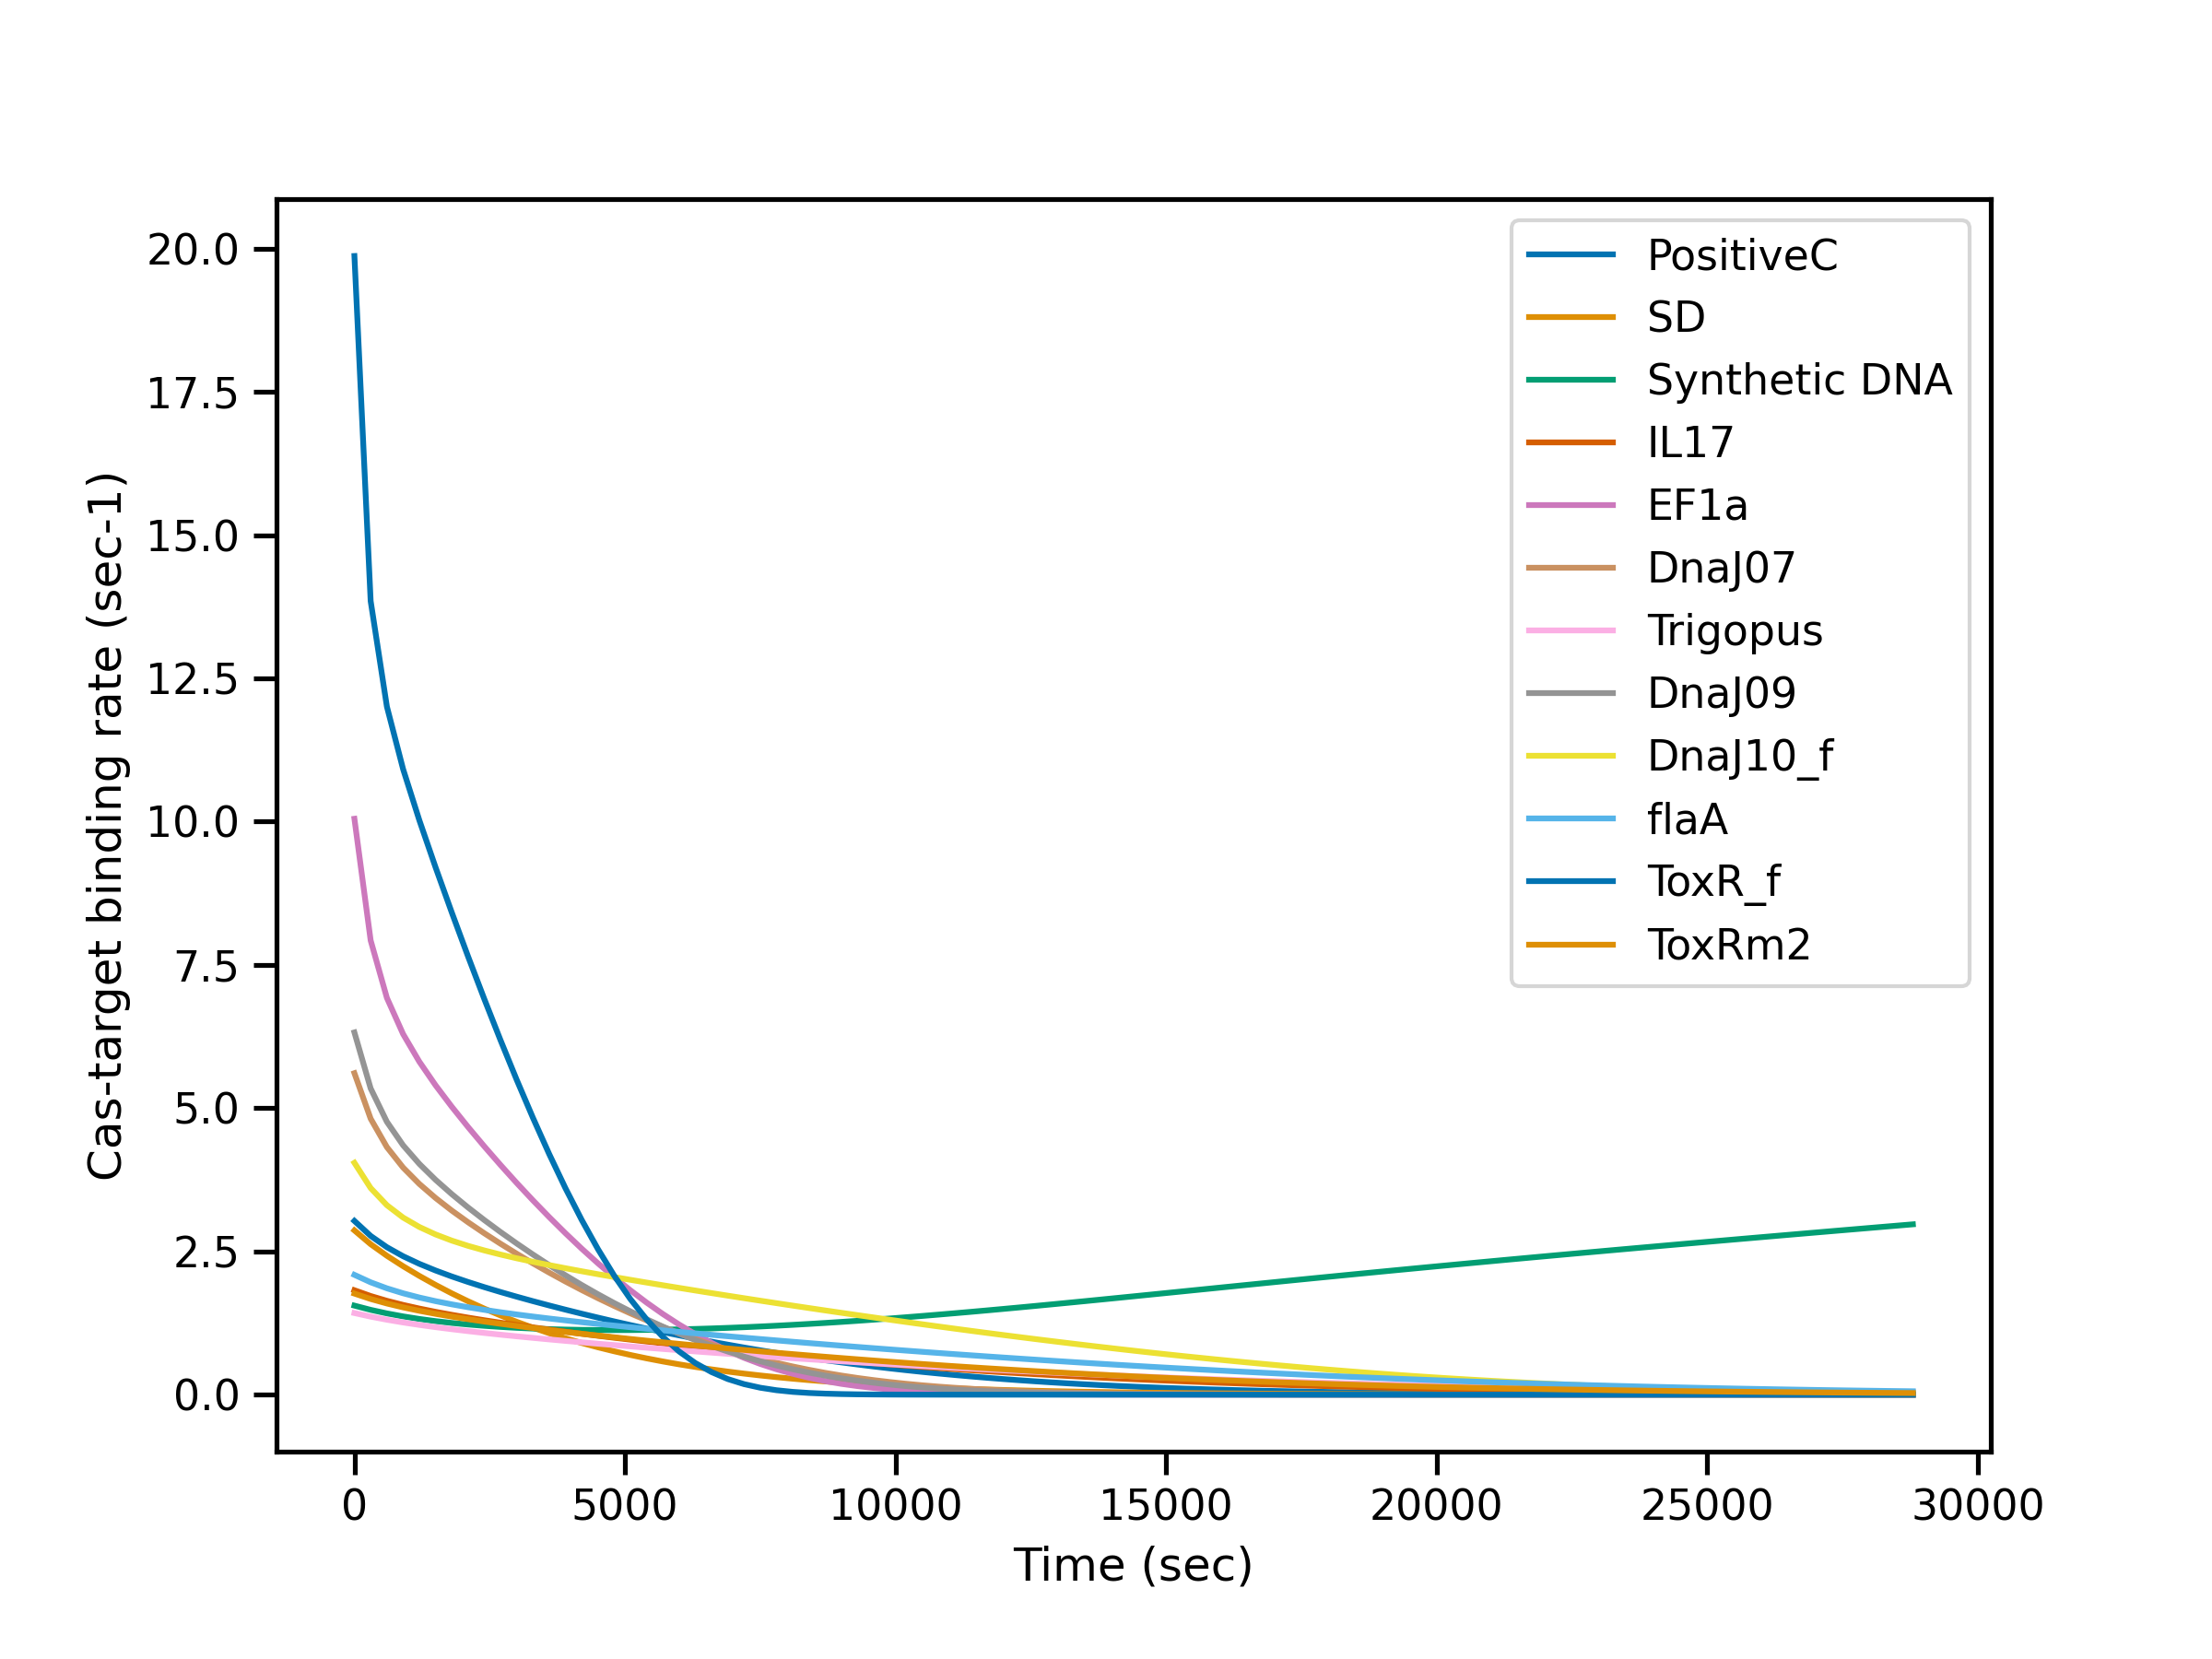 20.0
17.5
15.0
12.5
10.0
7.5
5.0
2.5
0.0
Cas-target binding rate (sec-1)
0
5000
10000
15000
20000
25000
30000
Time (sec)
PositiveC
SD
Synthetic DNA
IL17
EF1a
DnaJ07
Trigopus
DnaJ09
DnaJ10_f
flaA
ToxR_f
ToxRm2